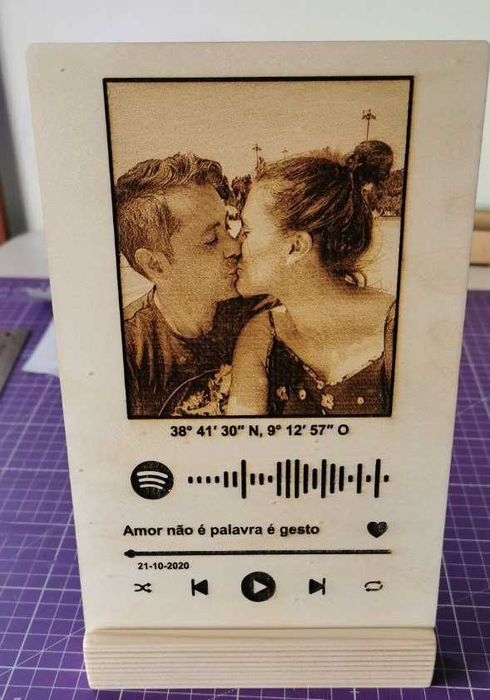 38° 41' 30" N, 9° 12' 57" O
Amor não é palavra é gesto
21-10-2020